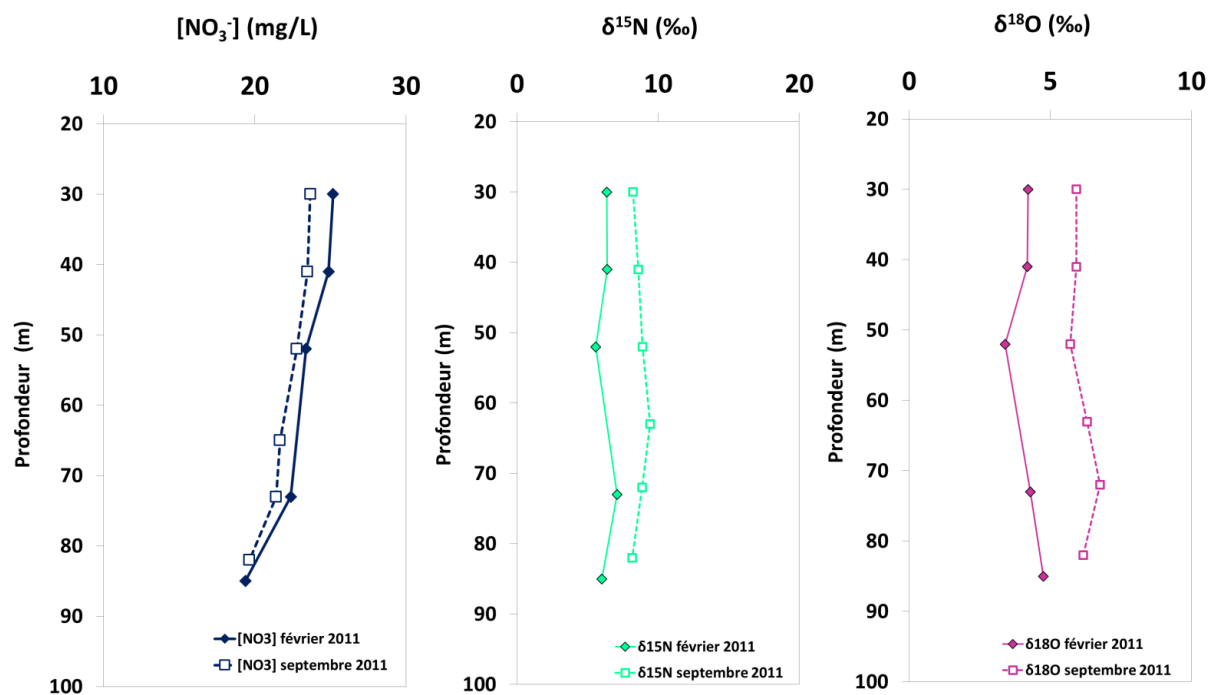 [NO₃⁻] (mg/L)
10 20 30
20
30
40
50
60
70
80
90
100
Profondeur (m)
[NO3] février 2011
[NO3] septembre 2011
δ¹⁵N (‰)
0 10 20
20
30
40
50
60
70
80
90
100
Profondeur (m)
δ15N février 2011
δ15N septembre 2011
δ¹⁸O (‰)
0 5 10
20
30
40
50
60
70
80
90
100
Profondeur (m)
δ18O février 2011
δ18O septembre 2011